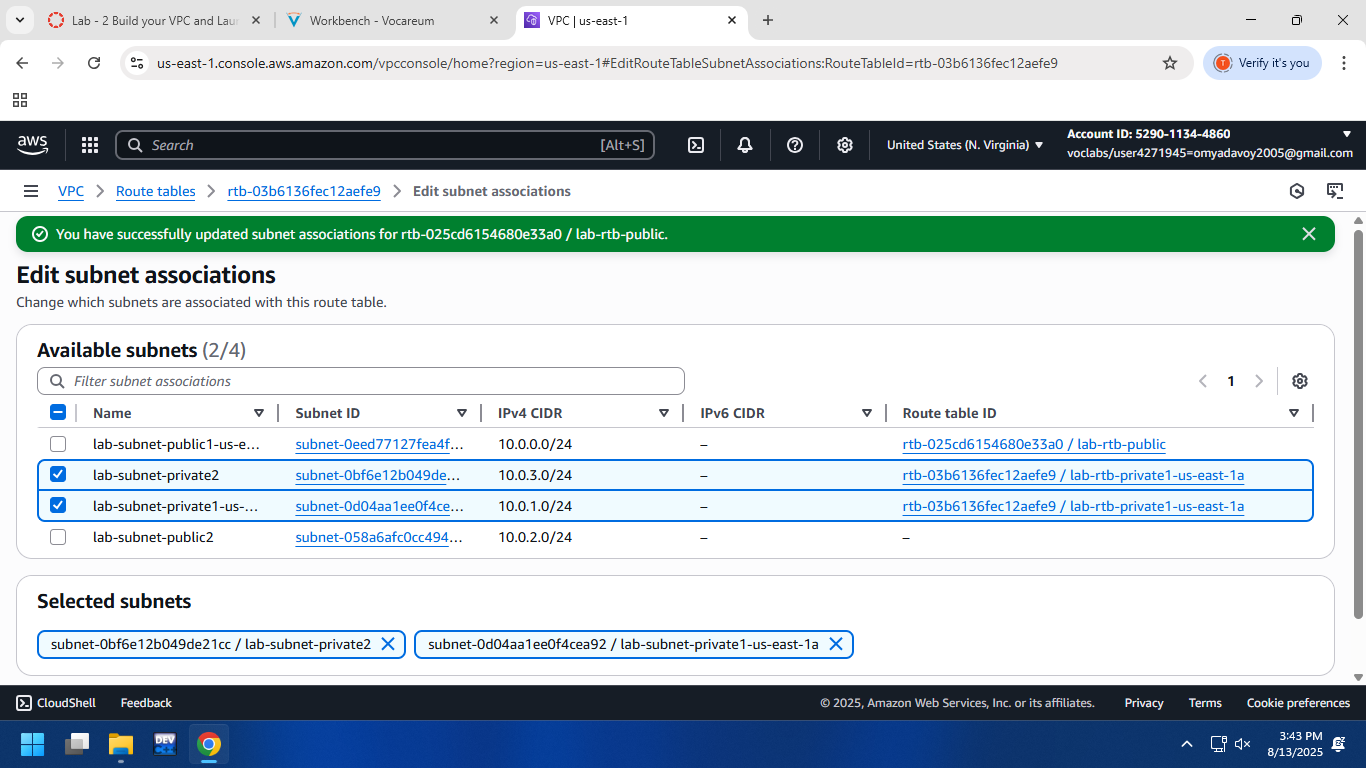 Lab - 2 Build your VPC and Lau
Workbench - Vocareum
VPC | us-east-1
us-east-1.console.aws.amazon.com/vpcconsole/home?region=us-east-1#EditRouteTableSubnetAssociations:RouteTableId=rtb-03b6136fec12aefe9
T
Verify it's you
aws
Search
[Alt+S]
United States (N. Virginia)
Account ID: 5290-1134-4860
voclabs/user4271945=omyadavoy2005@gmail.com
VPC
Route tables
rtb-03b6136fec12aefe9
Edit subnet associations
You have successfully updated subnet associations for rtb-025cd6154680e33a0 / lab-rtb-public.
Edit subnet associations
Change which subnets are associated with this route table.
Available subnets (2/4)
Filter subnet associations
1
Name Subnet ID IPv4 CIDR IPv6 CIDR Route table ID
lab-subnet-public1-us-e... subnet-0eed77127fea4f... 10.0.0.0/24 – rtb-025cd6154680e33a0 / lab-rtb-public
lab-subnet-private2 subnet-0bf6e12b049de... 10.0.3.0/24 – rtb-03b6136fec12aefe9 / lab-rtb-private1-us-east-1a
lab-subnet-private1-us-... subnet-0d04aa1ee0f4ce... 10.0.1.0/24 – rtb-03b6136fec12aefe9 / lab-rtb-private1-us-east-1a
lab-subnet-public2 subnet-058a6afc0cc494... 10.0.2.0/24 – –
Selected subnets
subnet-0bf6e12b049de21cc / lab-subnet-private2
subnet-0d04aa1ee0f4cea92 / lab-subnet-private1-us-east-1a
CloudShell
Feedback
© 2025, Amazon Web Services, Inc. or its affiliates.
Privacy
Terms
Cookie preferences
DEV
3:43 PM
8/13/2025